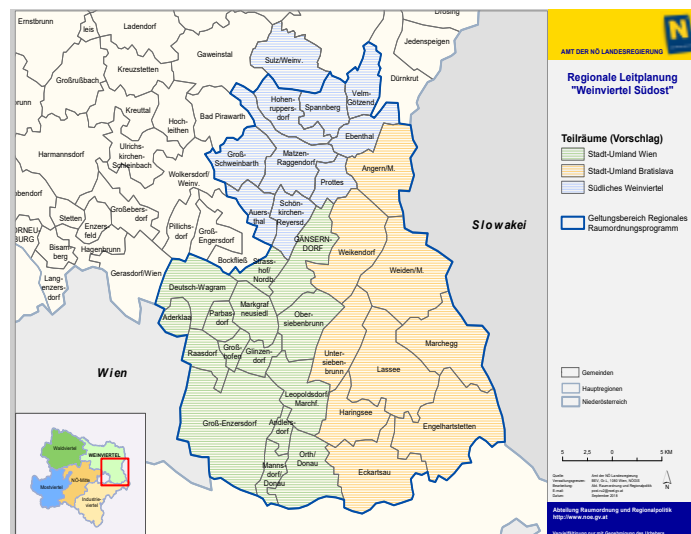 Ernstbrunn
leis
Ladendorf
Gaweinstal
Sulz/Weinv.
Drösing
Jedenspeigen
Dürnkrut
Großrußbach
Kreuzstetten
Kreuttal
Hoch-
leithen
Bad Pirawarth
Hohen-
ruppers-
dorf
Spannberg
Velm-
Götzend.
Ebenthal
Harmannsdorf
Ulrichs-
kirchen-
Schleinbach
Groß-
Schweinbarth
Matzen-
Raggendorf
Angern/M.
Prottes
Wolkersdorf/
Weinv.
Auers-
thal
Schön-
kirchen-
Reyersd.
Stetten
Enzers-
feld
Großebers-
dorf
Pillichs-
dorf
Groß-
Engersdorf
Bisam-
berg
Hagenbrunn
Bockfließ
Strass-
hof/
Nordb.
GÄNSERN-
DORF
Weikendorf
Weiden/M.
Lang-
enzers-
dorf
Gerasdorf/Wien
Deutsch-Wagram
Aderklaa
Parbas-
dorf
Markgraf
neusiedl
Ober-
siebenbrunn
Marchegg
Raasdorf
Groß-
hofen
Glinzen-
dorf
Unter-
sieben-
brunn
Lassee
Leopoldsdorf/
Marchf.
Haringsee
Engelhartstetten
Groß-Enzersdorf
Andlers-
dorf
Orth/
Donau
Manns-
dorf/
Donau
Eckartsau
Slowakei
Wien
Waldviertel
WEINVIERTEL
NÖ-Mitte
Mostviertel
Industrie-
viertel
N
AMT DER NÖ LANDESREGIERUNG
Regionale Leitplanung
"Weinviertel Südost"
Teilräume (Vorschlag)
Stadt-Umland Wien
Stadt-Umland Bratislava
Südliches Weinviertel
Geltungsbereich Regionales
Raumordnungsprogramm
Gemeinden
Hauptregionen
Niederösterreich
5 2,5 0 5 KM
N
Abteilung Raumordnung und Regionalpolitik
http://www.noe.gv.at